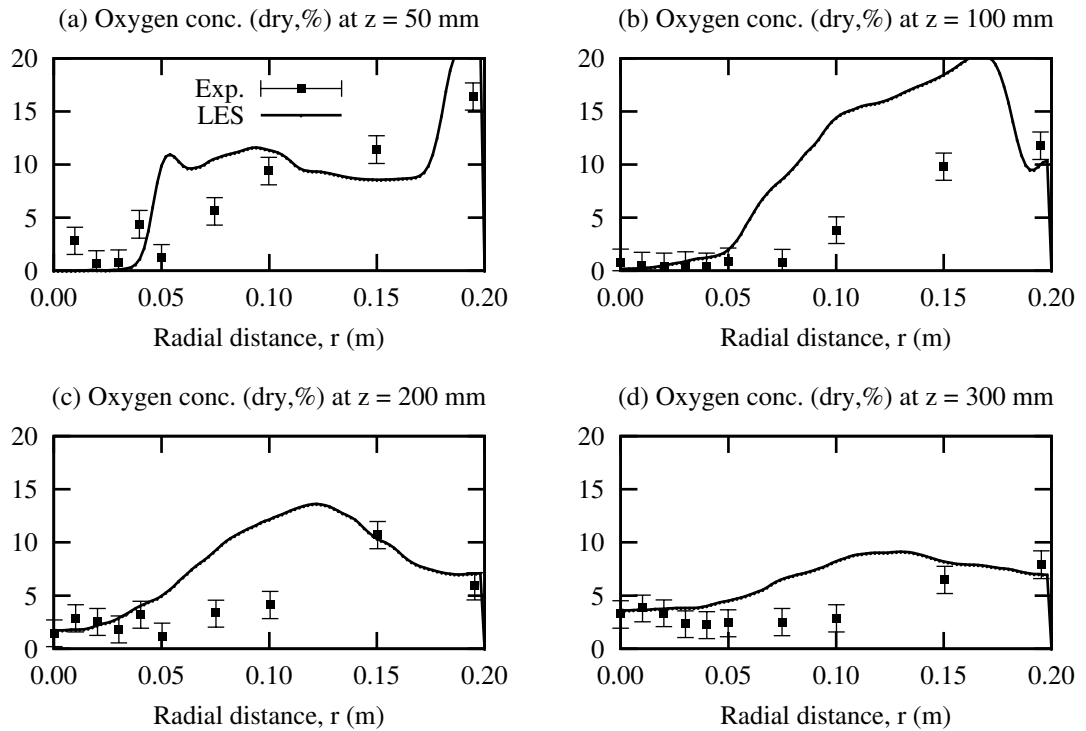 (a) Oxygen conc. (dry,%) at z = 50 mm
20
15
10
5
0
Exp.
LES
0.00 0.05 0.10 0.15 0.20
Radial distance, r (m)
(b) Oxygen conc. (dry,%) at z = 100 mm
20
15
10
5
0
0.00 0.05 0.10 0.15 0.20
Radial distance, r (m)
(c) Oxygen conc. (dry,%) at z = 200 mm
20
15
10
5
0
0.00 0.05 0.10 0.15 0.20
Radial distance, r (m)
(d) Oxygen conc. (dry,%) at z = 300 mm
20
15
10
5
0
0.00 0.05 0.10 0.15 0.20
Radial distance, r (m)